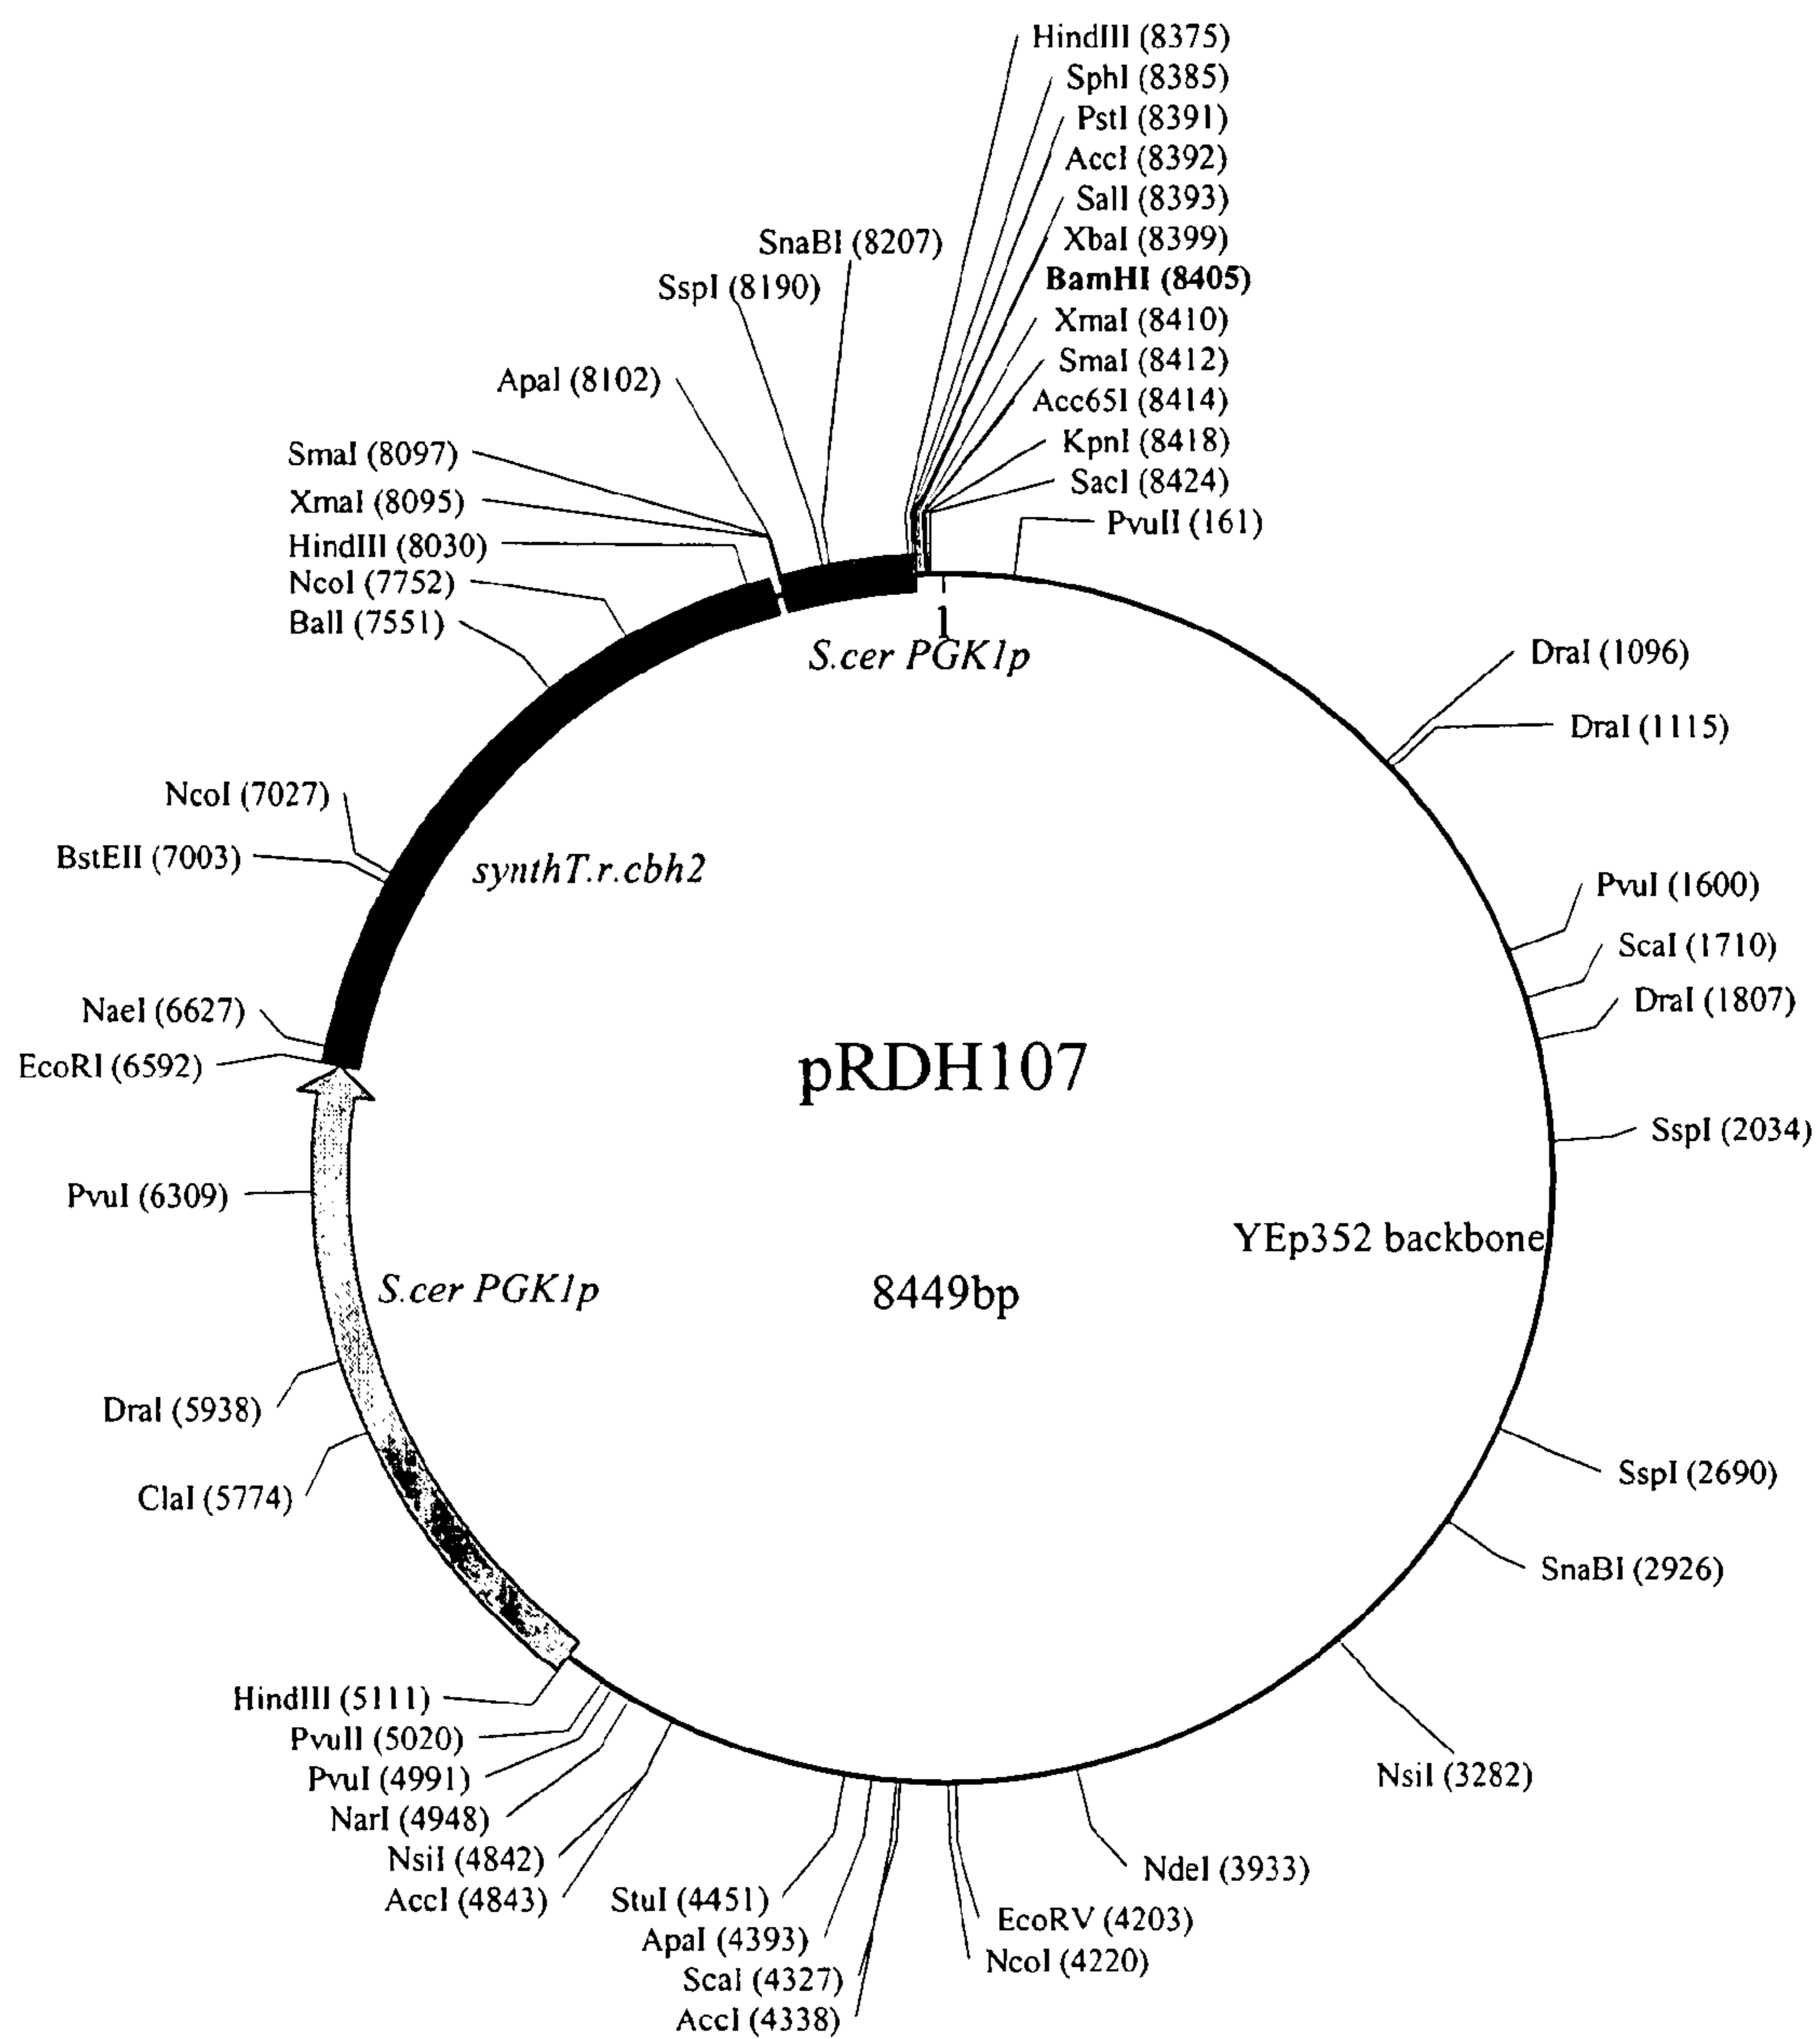 HindIII (8375)
SphI (8385)
PstI (8391)
AccI (8392)
SalI (8393)
XbaI (8399)
BamHI (8405)
XmaI (8410)
SmaI (8412)
Acc65I (8414)
KpnI (8418)
SacI (8424)
PvuII (161)
SnaBI (8207)
SspI (8190)
ApaI (8102)
SmaI (8097)
XmaI (8095)
HindIII (8030)
NcoI (7752)
BalI (7551)
1
S.cer PGK1p
DraI (1096)
DraI (1115)
NcoI (7027)
BstEII (7003)
synthT.r.cbh2
PvuI (1600)
ScaI (1710)
DraI (1807)
NaeI (6627)
EcoRI (6592)
pRDH107
SspI (2034)
PvuI (6309)
YEp352 backbone
S.cer PGK1p
8449bp
DraI (5938)
ClaI (5774)
SspI (2690)
SnaBI (2926)
HindIII (5111)
PvuII (5020)
PvuI (4991)
NarI (4948)
NsiI (4842)
AccI (4843)
NsiI (3282)
NdeI (3933)
StuI (4451)
ApaI (4393)
ScaI (4327)
AccI (4338)
EcoRV (4203)
NcoI (4220)